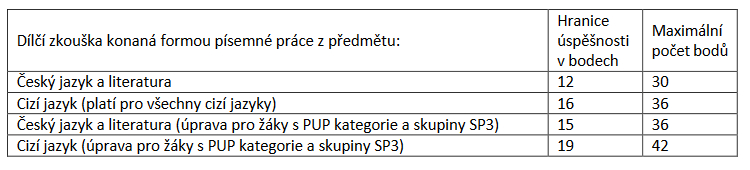 Dílčí zkouška konaná formou písemné práce z předmětu: Hranice úspěšnosti v bodech Maximální počet bodů
Český jazyk a literatura 12 30
Cizí jazyk (platí pro všechny cizí jazyky) 16 36
Český jazyk a literatura (úprava pro žáky s PUP kategorie a skupiny SP3) 15 36
Cizí jazyk (úprava pro žáky s PUP kategorie a skupiny SP3) 19 42